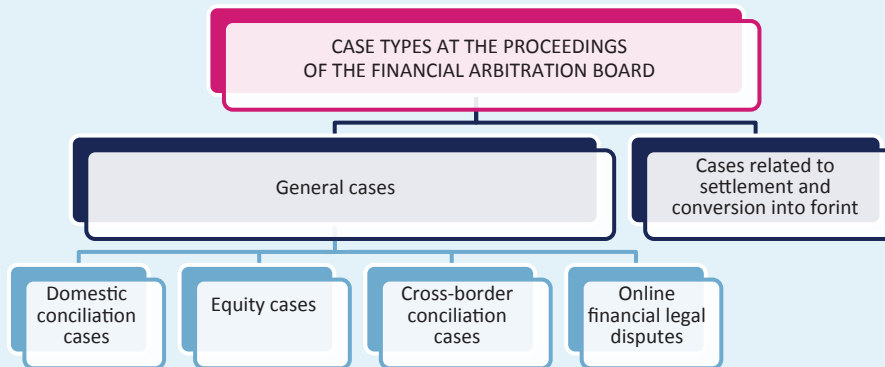 CASE TYPES AT THE PROCEEDINGS
OF THE FINANCIAL ARBITRATION BOARD
General cases
Cases related to
settlement and
conversion into forint
Domestic
conciliation
cases
Equity cases
Cross-border
conciliation
cases
Online
financial legal
disputes